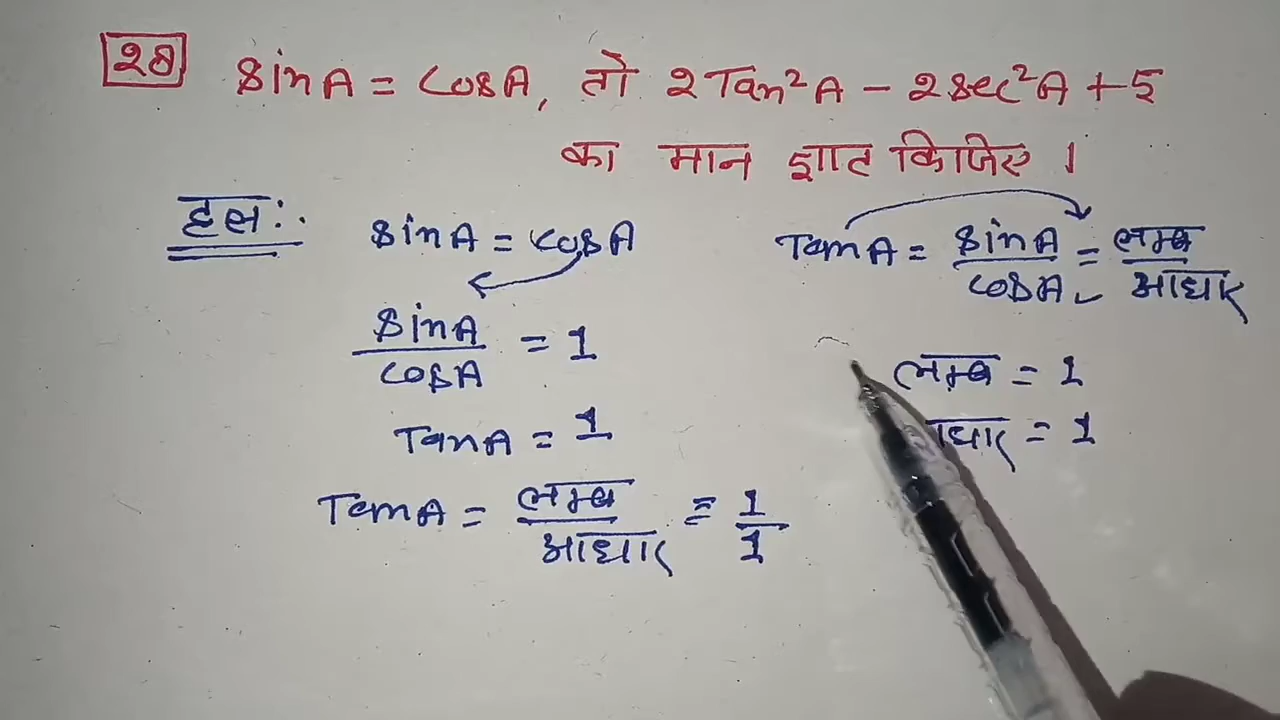 28 sinA = cosA, तो 2Tan²A - 2sec²A + 5
का मान ज्ञात किजिए ।
हल:- sinA = cosA
sinA/cosA = 1
TanA = 1
TanA = लम्ब/आधार = 1/1
TanA = sinA/cosA = लम्ब/आधार
लम्ब = 1
ाधार = 1